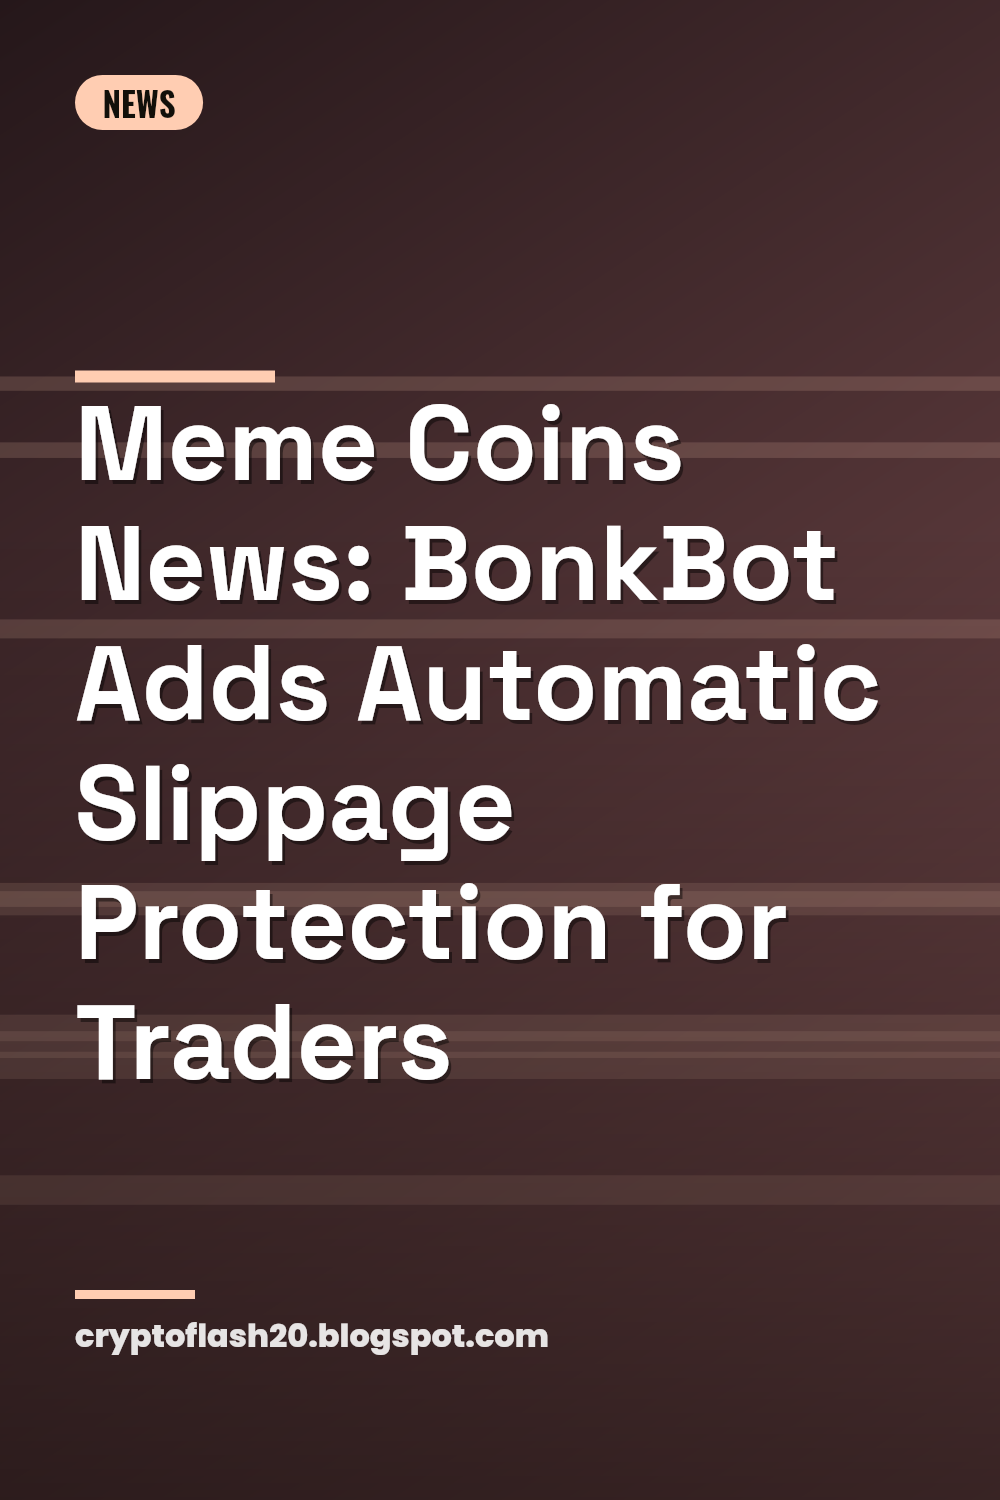 NEWS
Meme Coins
News: BonkBot
Adds Automatic
Slippage
Protection for
Traders
cryptoflash20.blogspot.com